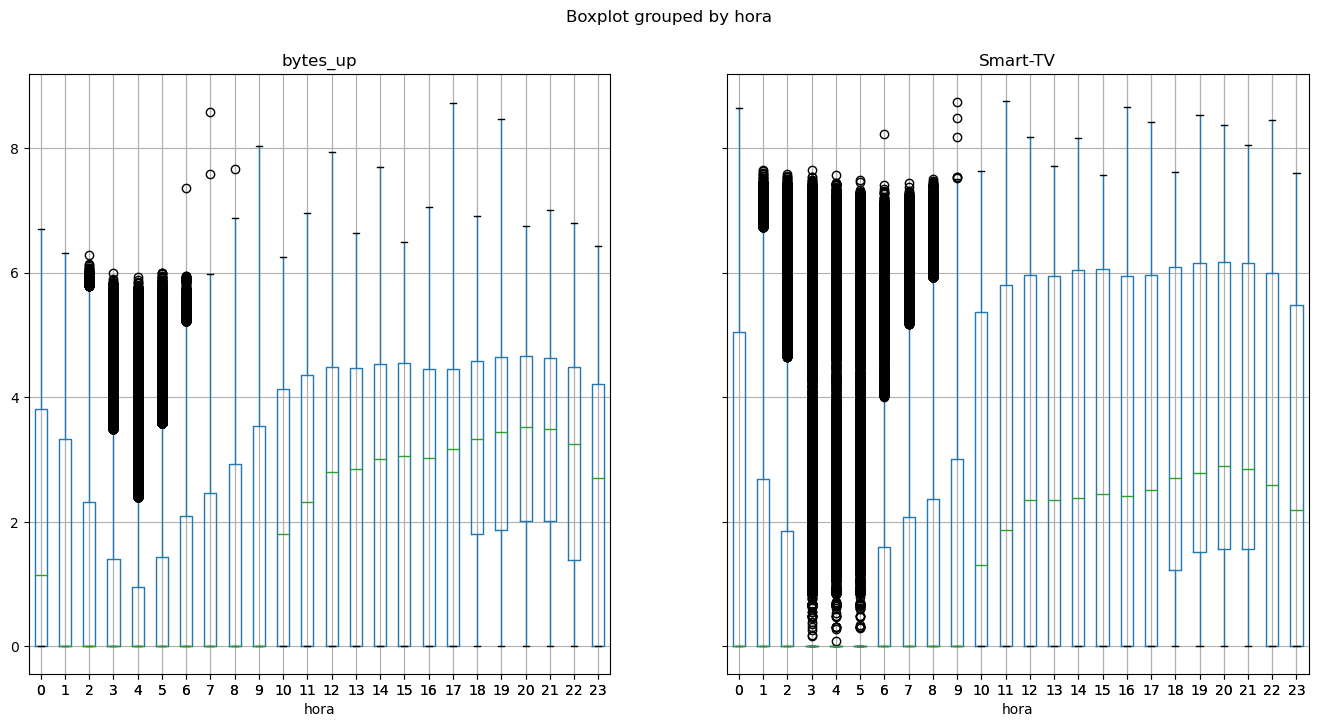 Boxplot grouped by hora
bytes_up
Smart-TV
8
6
4
2
0
0 1 2 3 4 5 6 7 8 9 10 11 12 13 14 15 16 17 18 19 20 21 22 23
0 1 2 3 4 5 6 7 8 9 10 11 12 13 14 15 16 17 18 19 20 21 22 23
hora
hora